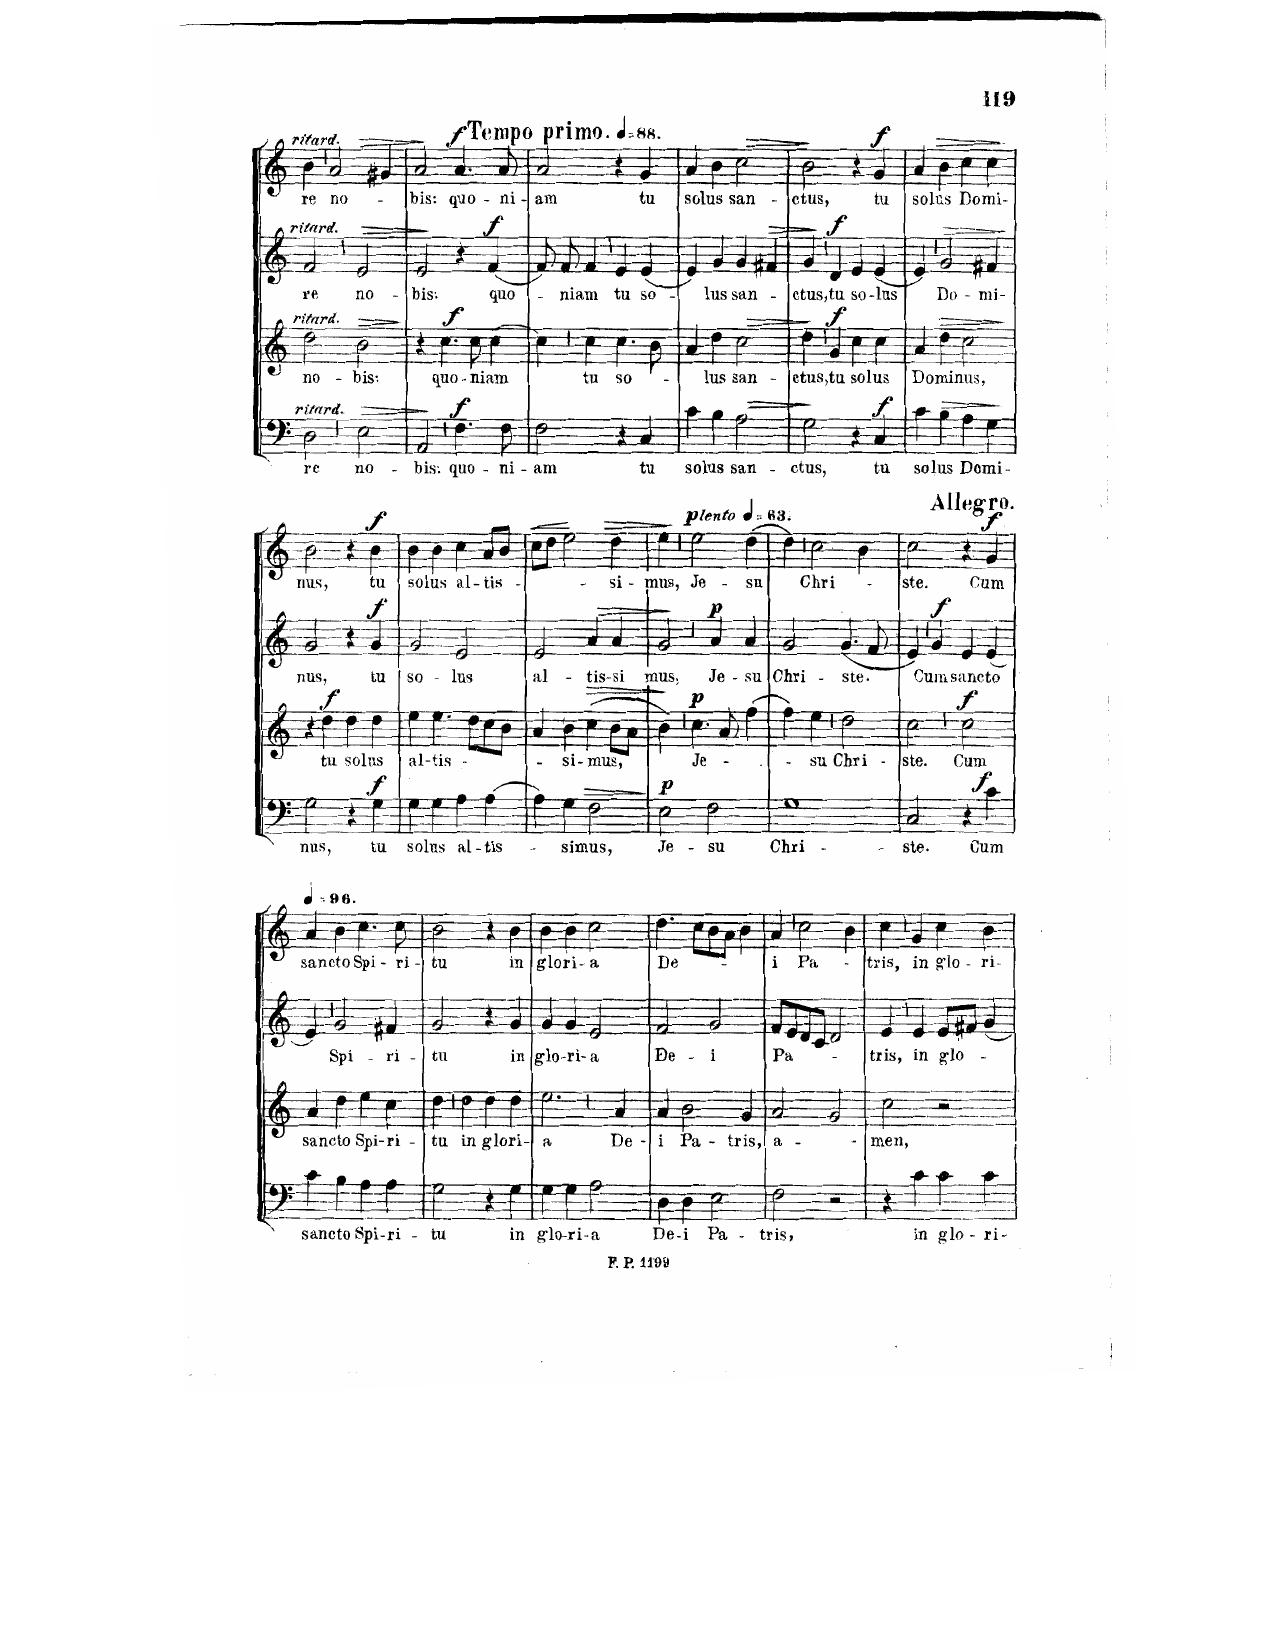 119
Tempo primo. ♩=88.
ritard. f f
re no - bis: quo - ni - am tu solus san - ctus, tu solus Domi-
ritard. f f
re no - bis: quo - niam tu so - lus san - ctus, tu so - lus Do - mi-
ritard. f f
no - bis: quo - niam tu so - lus san - ctus, tu solus Dominus,
ritard. f f
re no - bis: quo - ni - am tu solus san - ctus, tu solus Domi-
Allegro.
f plento ♩=63. f
nus, tu solus al - tis - si - mus, Je - su Chri - ste. Cum
f p f
nus, tu so - lus al - tis - si mus, Je - su Chri - ste. Cum sancto
f p f
tu solus al - tis - si - mus, Je - su Chri - ste. Cum
f p f
nus, tu solus al - tis - simus, Je - su Chri - ste. Cum
♩=96.
sancto Spi - ri - tu in glori - a De - i Pa - tris, in glo - ri-
Spi - ri - tu in glo - ri - a De - i Pa - tris, in glo -
sancto Spi - ri - tu in glori - a De - i Pa - tris, a - men,
sancto Spi - ri - tu in glo - ri - a De - i Pa - tris, in glo - ri-
F. P. 1199